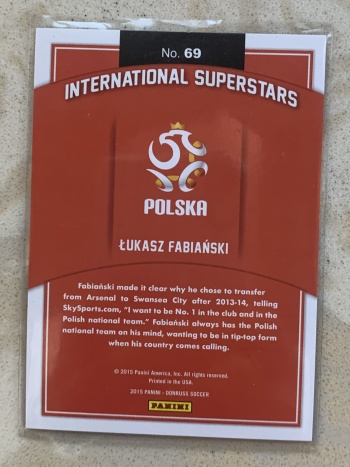 No. 69
INTERNATIONAL SUPERSTARS
POLSKA
ŁUKASZ FABIAŃSKI
Fabiański made it clear why he chose to transfer
from Arsenal to Swansea City after 2013-14, telling
SkySports.com, “I want to be No. 1 in the club and in the
Polish national team.” Fabiański always has the Polish
national team on his mind, wanting to be in tip-top form
when his country comes calling.
© 2015 Panini America, Inc. All rights reserved.
Printed in the USA.
2015 PANINI - DONRUSS SOCCER
PANINI